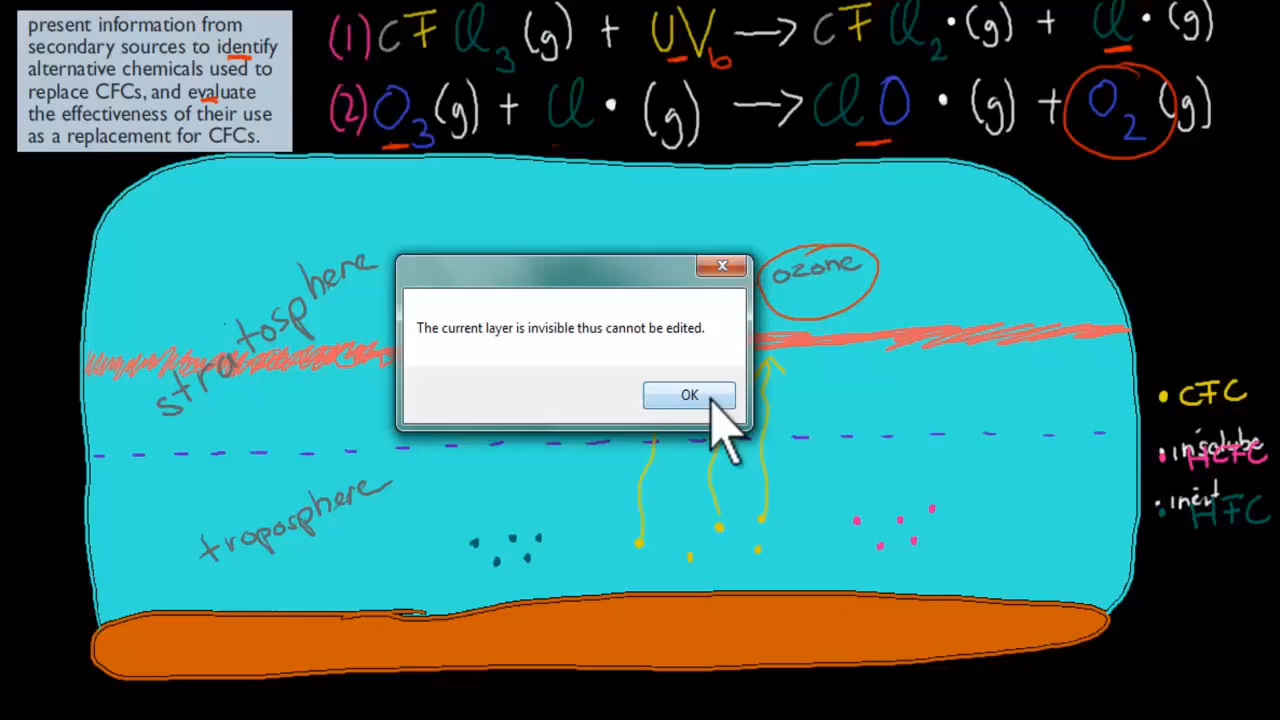 present information from
secondary sources to identify
alternative chemicals used to
replace CFCs, and evaluate
the effectiveness of their use
as a replacement for CFCs.
(1) CFCl3 (g) + UVb → CFCl2•(g) + Cl•(g)
(2) O3(g) + Cl•(g) → ClO•(g) + O2(g)
stratosphere
ozone
The current layer is invisible thus cannot be edited.
OK
troposphere
• CFC
• insolube
• HCFC
• inert
• HFC